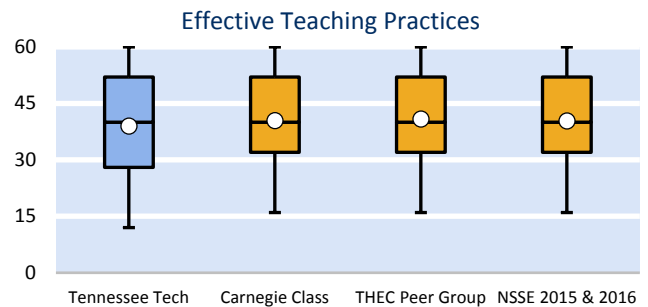 Effective Teaching Practices
60
45
30
15
0
Tennessee Tech Carnegie Class THEC Peer Group NSSE 2015 & 2016